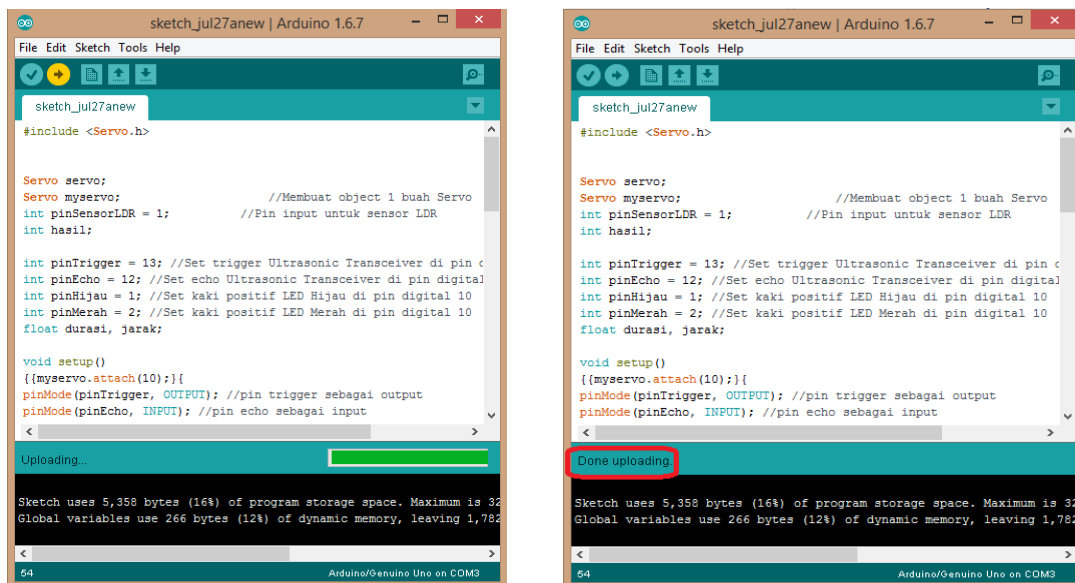 sketch_jul27anew | Arduino 1.6.7
File Edit Sketch Tools Help
sketch_jul27anew
#include <Servo.h>
Servo servo;
Servo myservo; //Membuat object 1 buah Servo
int pinSensorLDR = 1; //Pin input untuk sensor LDR
int hasil;
int pinTrigger = 13; //Set trigger Ultrasonic Transceiver di pin
int pinEcho = 12; //Set echo Ultrasonic Transceiver di pin digital
int pinHijau = 1; //Set kaki positif LED Hijau di pin digital 10
int pinMerah = 2; //Set kaki positif LED Merah di pin digital 10
float durasi, jarak;
void setup()
{{myservo.attach(10);}{
pinMode(pinTrigger, OUTPUT); //pin trigger sebagai output
pinMode(pinEcho, INPUT); //pin echo sebagai input
Uploading...
Sketch uses 5,358 bytes (16%) of program storage space. Maximum is 32
Global variables use 266 bytes (12%) of dynamic memory, leaving 1,782
54 Arduino/Genuino Uno on COM3
sketch_jul27anew | Arduino 1.6.7
File Edit Sketch Tools Help
sketch_jul27anew
#include <Servo.h>
Servo servo;
Servo myservo; //Membuat object 1 buah Servo
int pinSensorLDR = 1; //Pin input untuk sensor LDR
int hasil;
int pinTrigger = 13; //Set trigger Ultrasonic Transceiver di pin
int pinEcho = 12; //Set echo Ultrasonic Transceiver di pin digital
int pinHijau = 1; //Set kaki positif LED Hijau di pin digital 10
int pinMerah = 2; //Set kaki positif LED Merah di pin digital 10
float durasi, jarak;
void setup()
{{myservo.attach(10);}{
pinMode(pinTrigger, OUTPUT); //pin trigger sebagai output
pinMode(pinEcho, INPUT); //pin echo sebagai input
Done uploading.
Sketch uses 5,358 bytes (16%) of program storage space. Maximum is 32
Global variables use 266 bytes (12%) of dynamic memory, leaving 1,782
54 Arduino/Genuino Uno on COM3